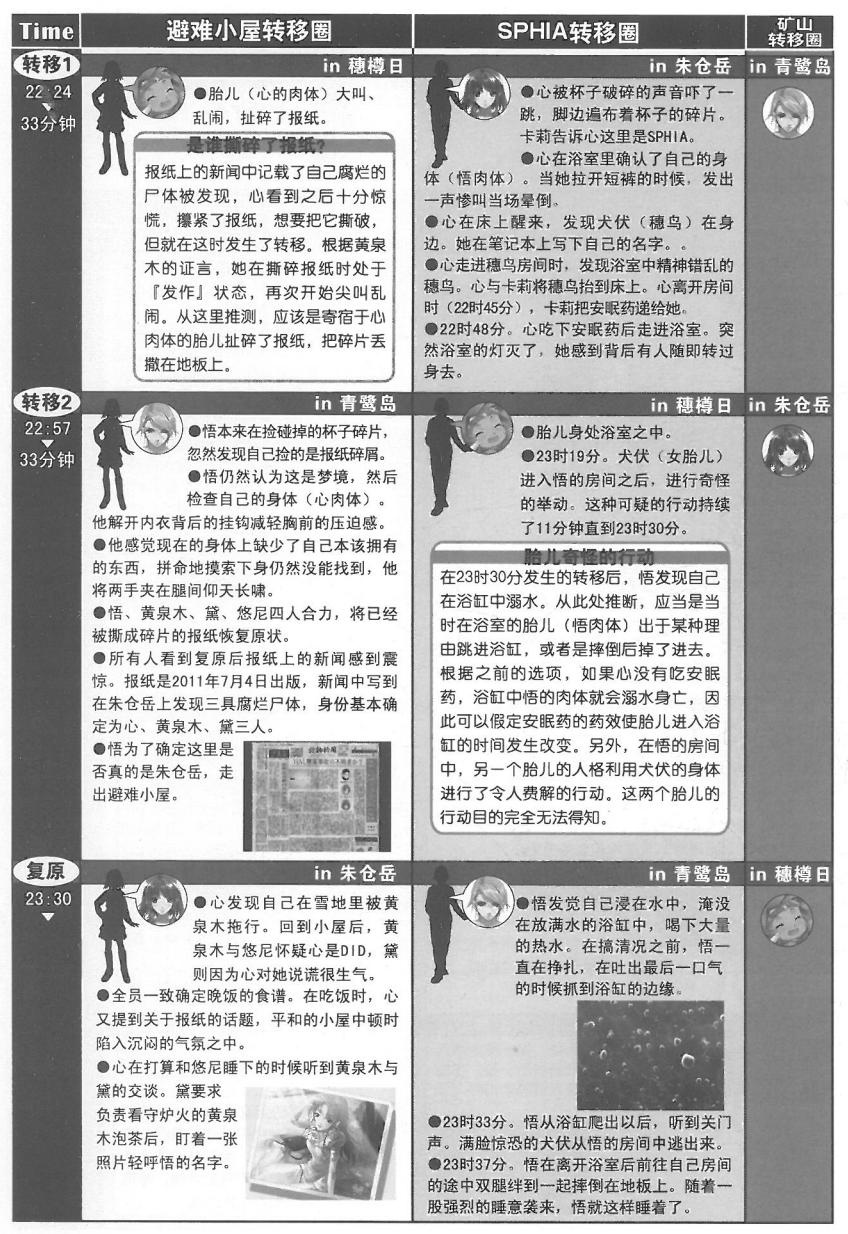 Time
避难小屋转移圈
SPHIA转移圈
矿山
转移圈
转移1
22:24
33分钟
in 穗樽日
●胎儿（心的肉体）大叫、
乱闹，扯碎了报纸。
是谁撕碎了报纸？
报纸上的新闻中记载了自己腐烂的
尸体被发现，心看到之后十分惊
慌，攥紧了报纸，想要把它撕破，
但就在这时发生了转移。根据黄泉
木的证言，她在撕碎报纸时处于
『发作』状态，再次开始尖叫乱
闹。从这里推测，应该是寄宿于心
肉体的胎儿扯碎了报纸，把碎片丢
撒在地板上。
in 朱仓岳
●心被杯子破碎的声音吓了一
跳，脚边遍布着杯子的碎片。
卡莉告诉心这里是SPHIA。
●心在浴室里确认了自己的身
体（悟肉体）。当她拉开短裤的时候，发出
一声惨叫当场晕倒。
●心在床上醒来，发现犬伏（穗鸟）在身
边。她在笔记本上写下自己的名字。。
●心走进穗鸟房间时，发现浴室中精神错乱的
穗鸟。心与卡莉将穗鸟抬到床上。心离开房间
时（22时45分），卡莉把安眠药递给她。
●22时48分。心吃下安眠药后走进浴室。突
然浴室的灯灭了，她感到背后有人随即转过
身去。
in 青鹭岛
转移2
22:57
33分钟
in 青鹭岛
●悟本来在捡碰掉的杯子碎片，
忽然发现自己捡的是报纸碎屑。
●悟仍然认为这是梦境，然后
检查自己的身体（心肉体）。
他解开内衣背后的挂钩减轻胸前的压迫感。
●他感觉现在的身体上缺少了自己本该拥有
的东西，拼命地摸索下身仍然没能找到，他
将两手夹在腿间仰天长啸。
●悟、黄泉木、黛、悠尼四人合力，将已经
被撕成碎片的报纸恢复原状。
●所有人看到复原后报纸上的新闻感到震
惊。报纸是2011年7月4日出版，新闻中写到
在朱仓岳上发现三具腐烂尸体，身份基本确
定为心、黄泉木、黛三人。
●悟为了确定这里是
否真的是朱仓岳，走
出避难小屋。
in 穗樽日
●胎儿身处浴室之中。
●23时19分。犬伏（女胎儿）
进入悟的房间之后，进行奇怪
的举动。这种可疑的行动持续
了11分钟直到23时30分。
胎儿奇怪的行动
在23时30分发生的转移后，悟发现自己
在浴缸中溺水。从此处推断，应当是当
时在浴室的胎儿（悟肉体）出于某种理
由跳进浴缸，或者是摔倒后掉了进去。
根据之前的选项，如果心没有吃安眠
药，浴缸中悟的肉体就会溺水身亡，因
此可以假定安眠药的药效使胎儿进入浴
缸的时间发生改变。另外，在悟的房间
中，另一个胎儿的人格利用犬伏的身体
进行了令人费解的行动。这两个胎儿的
行动目的完全无法得知。
in 朱仓岳
复原
23:30
in 朱仓岳
●心发现自己在雪地里被黄
泉木拖行。回到小屋后，黄
泉木与悠尼怀疑心是DID，黛
则因为心对她说谎很生气。
●全员一致确定晚饭的食谱。在吃饭时，心
又提到关于报纸的话题，平和的小屋中顿时
陷入沉闷的气氛之中。
●心在打算和悠尼睡下的时候听到黄泉木与
黛的交谈。黛要求
负责看守炉火的黄泉
木泡茶后，盯着一张
照片轻呼悟的名字。
in 青鹭岛
●悟发觉自己浸在水中，淹没
在放满水的浴缸中，喝下大量
的热水。在搞清况之前，悟一
直在挣扎，在吐出最后一口气
的时候抓到浴缸的边缘。
●23时33分。悟从浴缸爬出以后，听到关门
声。满脸惊恐的犬伏从悟的房间中逃出来。
●23时37分。悟在离开浴室后前往自己房间
的途中双腿绊到一起摔倒在地板上。随着一
股强烈的睡意袭来，悟就这样睡着了。
in 穗樽日